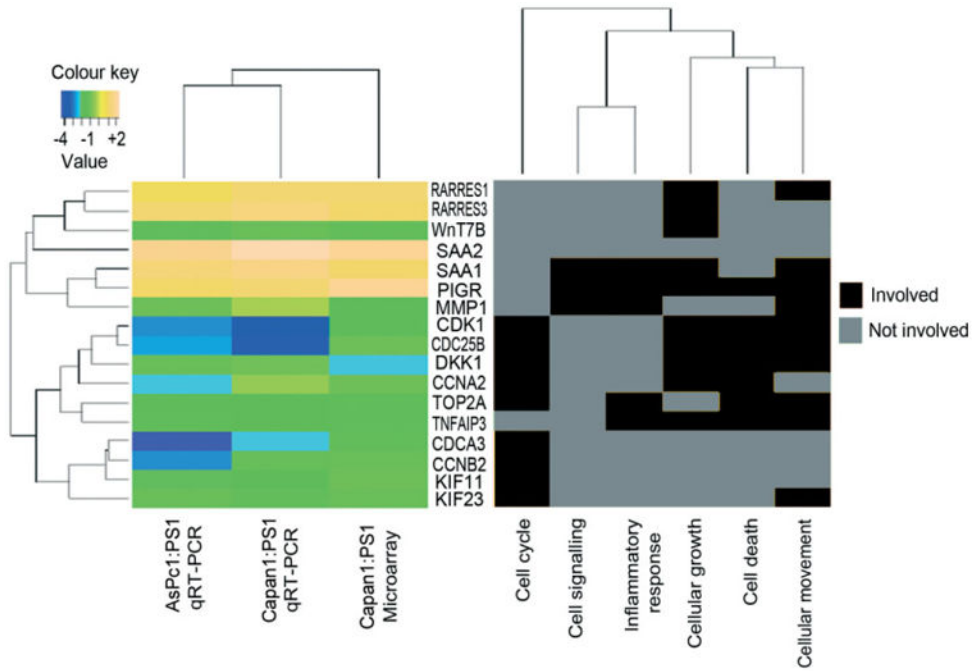 Colour key
-4 -1 +2
Value
RARRES1
RARRES3
WnT7B
SAA2
SAA1
PIGR
MMP1
CDK1
CDC25B
DKK1
CCNA2
TOP2A
TNFAIP3
CDCA3
CCNB2
KIF11
KIF23
Involved
Not involved
AsPc1:PS1
qRT-PCR
Capan1:PS1
qRT-PCR
Capan1:PS1
Microarray
Cell cycle
Cell signalling
Inflammatory
response
Cellular growth
Cell death
Cellular movement